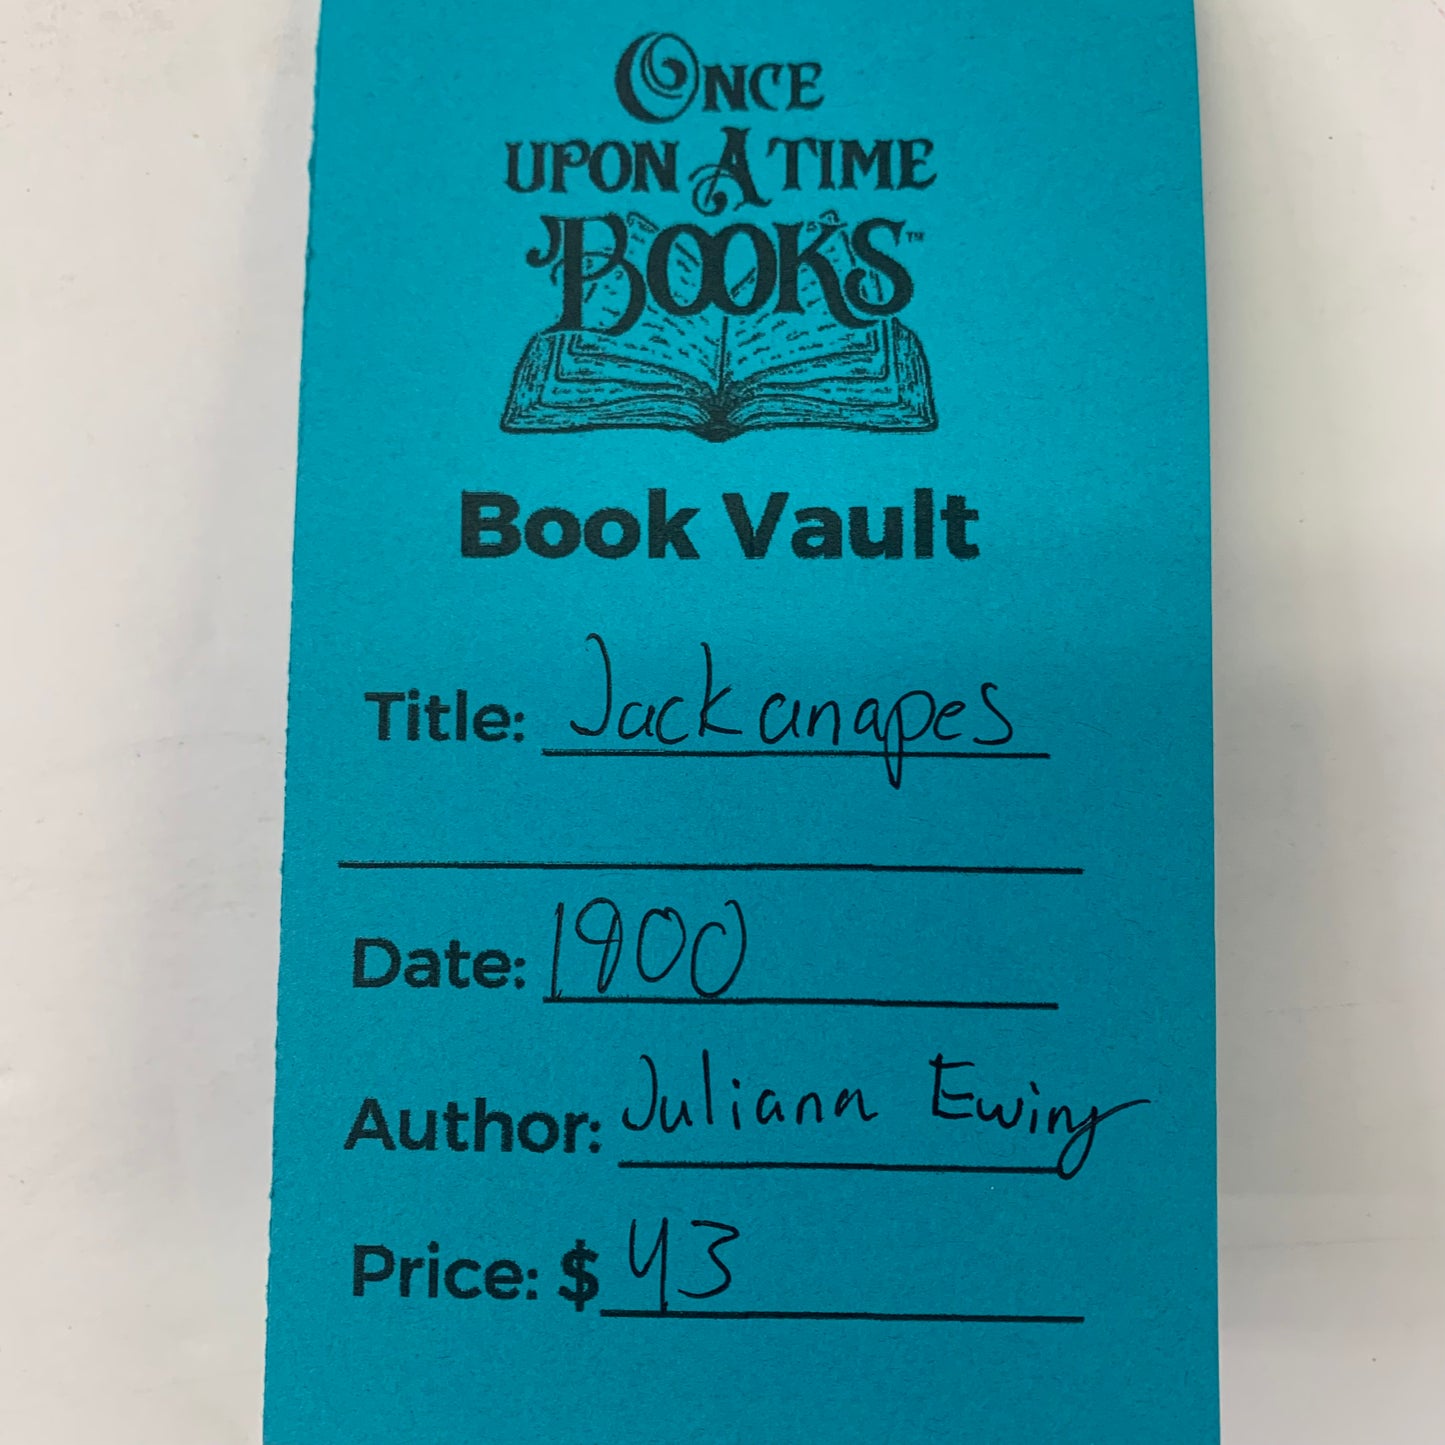 ONCE
UPON A TIME
BOOKS™
Book Vault
Title: Jackanapes
Date: 1900
Author: Juliana Ewing
Price: $43